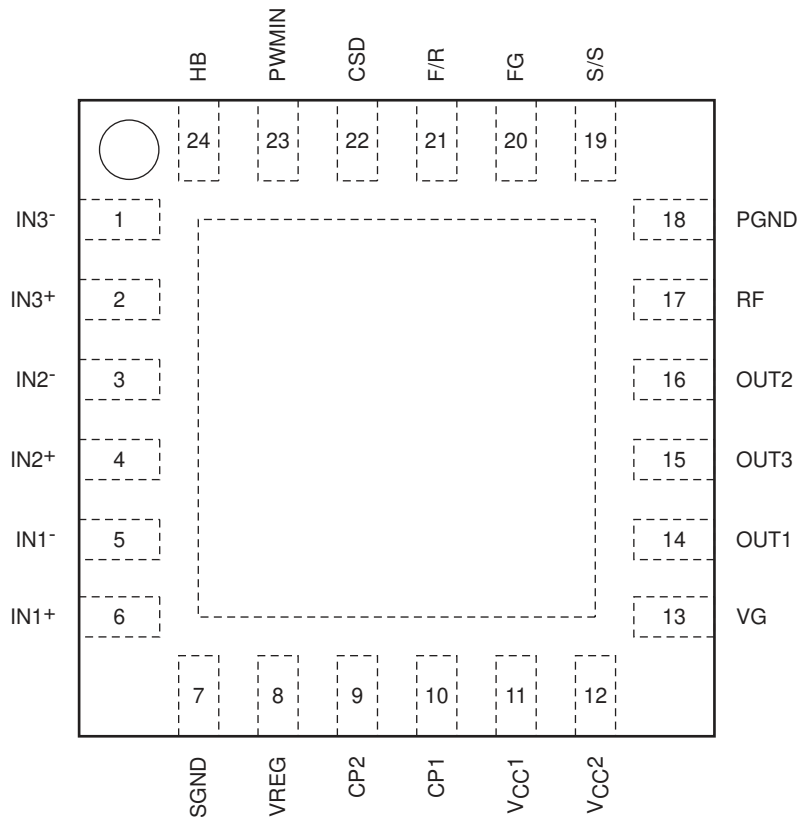 HB PWMIN CSD F/R FG S/S
24 23 22 21 20 19
IN3- 1 18 PGND
IN3+ 2 17 RF
IN2- 3 16 OUT2
IN2+ 4 15 OUT3
IN1- 5 14 OUT1
IN1+ 6 13 VG
7 8 9 10 11 12
SGND VREG CP2 CP1 VCC1 VCC2